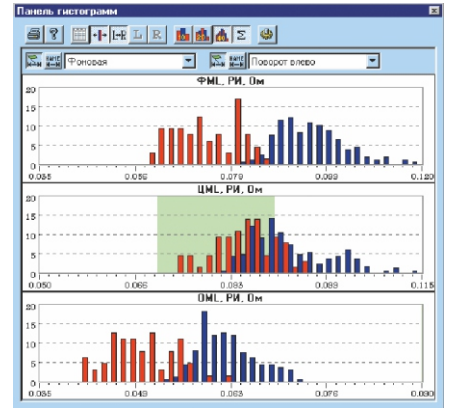 Панель гистограмм
L+R L R Σ
Фоновая Поворот влево
ФМL, РИ, Ом
20
15
10
5
0
0.035 0.056 0.079 0.099 0.120
ЦМL, РИ, Ом
20
15
10
5
0
0.050 0.066 0.083 0.099 0.115
ОМL, РИ, Ом
20
15
10
5
0
0.035 0.049 0.063 0.076 0.090